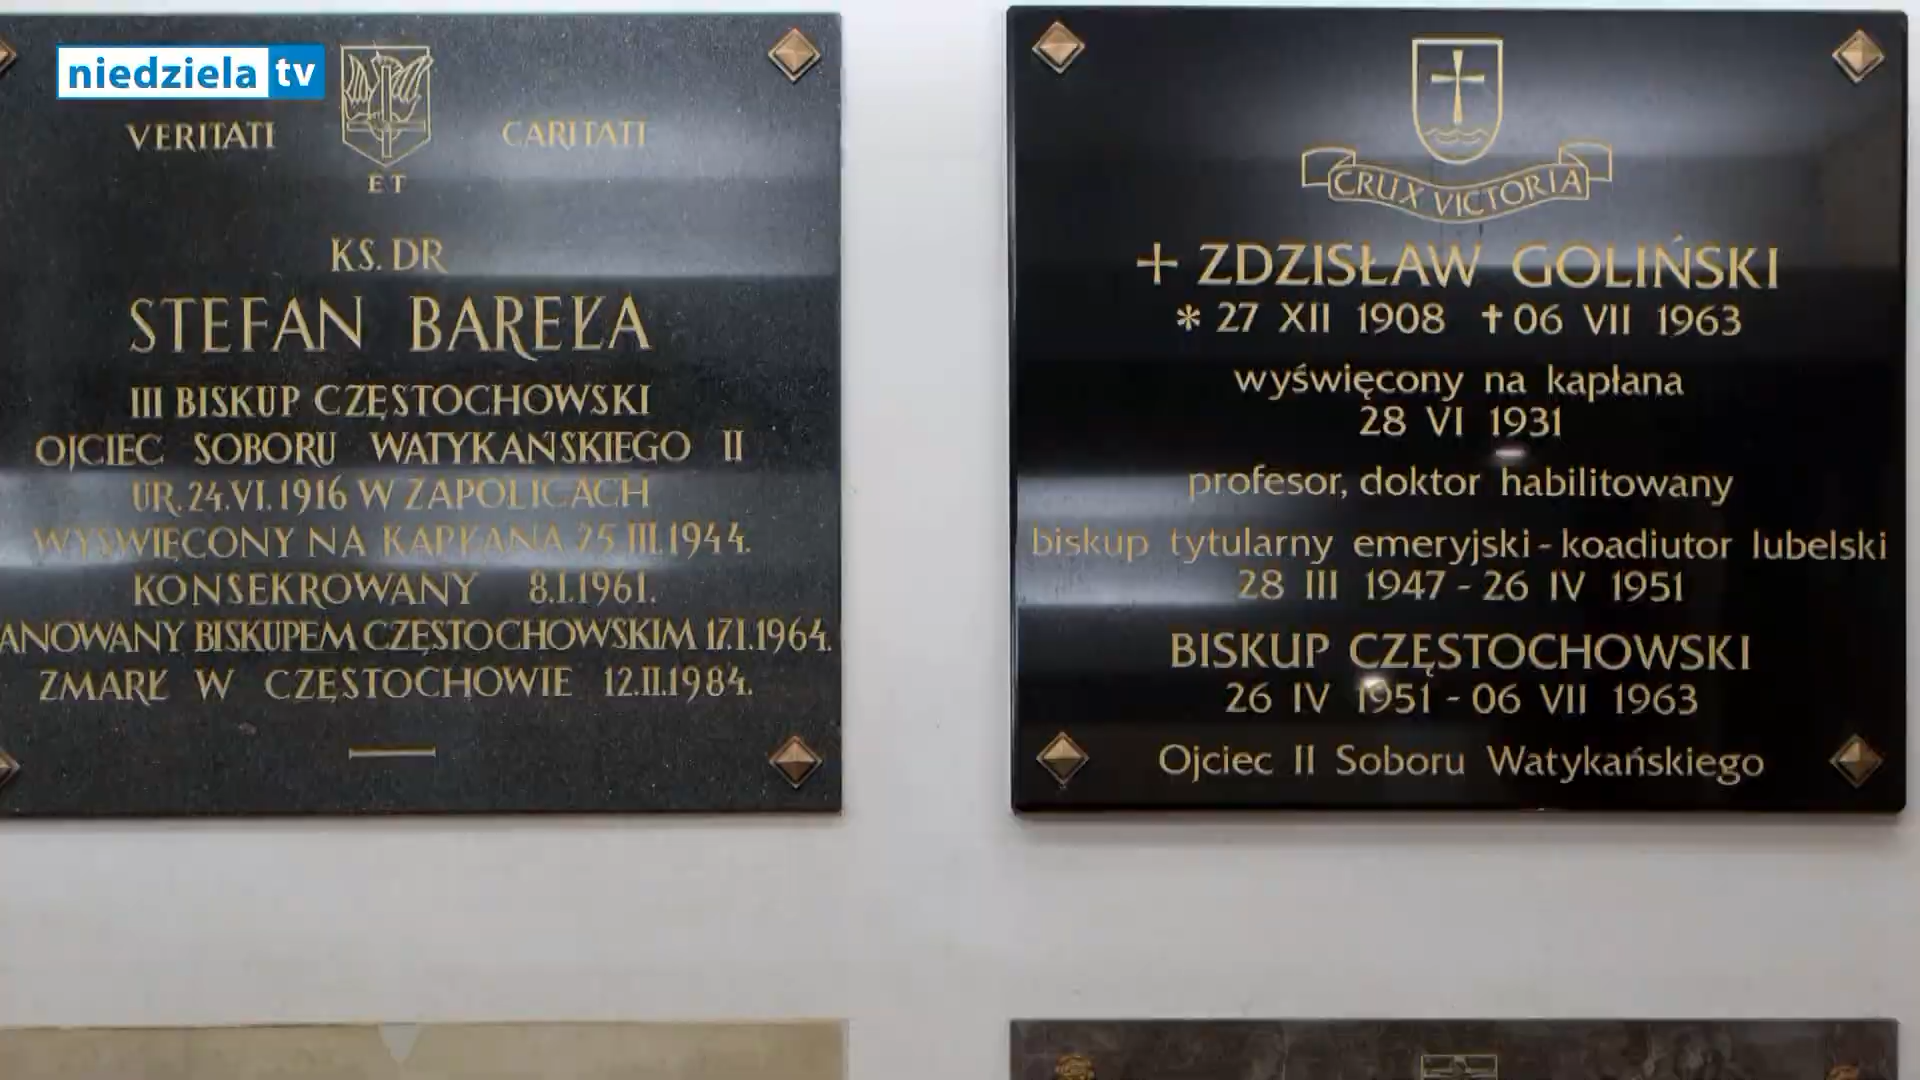 niedziela tv
VERITATI CARITATI
ET
KS. DR
STEFAN BAREŁA
III BISKUP CZĘSTOCHOWSKI
OJCIEC SOBORU WATYKAŃSKIEGO II
UR. 24. VI. 1916 W ZAPOLICACH
WYŚWIĘCONY NA KAPŁANA 25 III. 1944.
KONSEKROWANY 8.I.1961.
ANOWANY BISKUPEM CZĘSTOCHOWSKIM 17.I.1964.
ZMARŁ W CZĘSTOCHOWIE 12.II.1984.
CRUX VICTORIA
+ ZDZISŁAW GOLIŃSKI
* 27 XII 1908 ✝ 06 VII 1963
wyświęcony na kapłana
28 VI 1931
profesor, doktor habilitowany
biskup tytularny emeryjski - koadiutor lubelski
28 III 1947 - 26 IV 1951
BISKUP CZĘSTOCHOWSKI
26 IV 1951 - 06 VII 1963
Ojciec II Soboru Watykańskiego